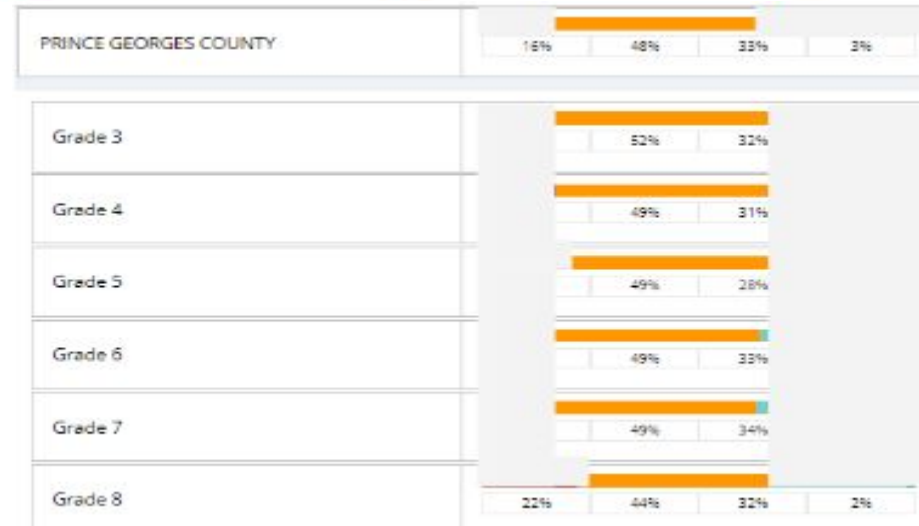 PRINCE GEORGES COUNTY 16% 48% 33% 3%
Grade 3 52% 32%
Grade 4 49% 31%
Grade 5 49% 28%
Grade 6 49% 33%
Grade 7 49% 34%
Grade 8 22% 44% 32% 2%